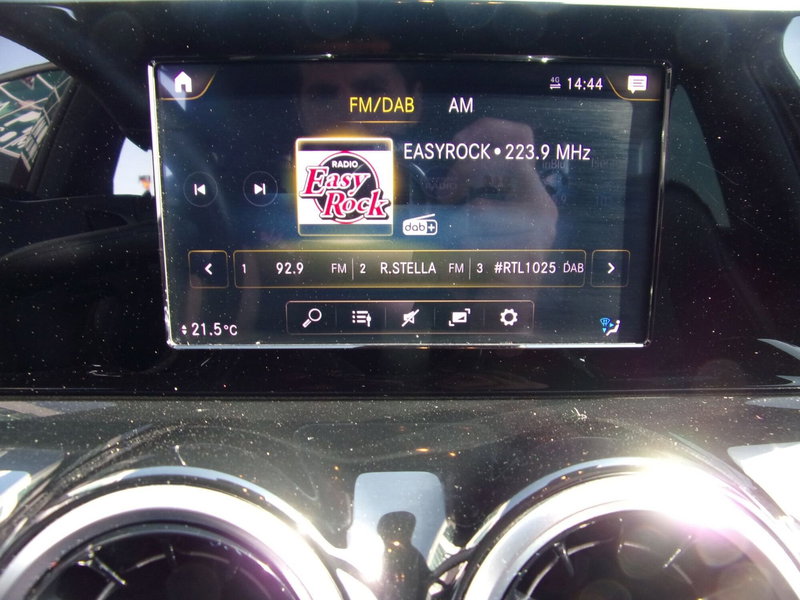 4G 14:44
FM/DAB AM
EASYROCK • 223.9 MHz
RADIO
Easy
Rock
dab+
1 92.9 FM 2 R.STELLA FM 3 #RTL1025 DAB
21.5°C